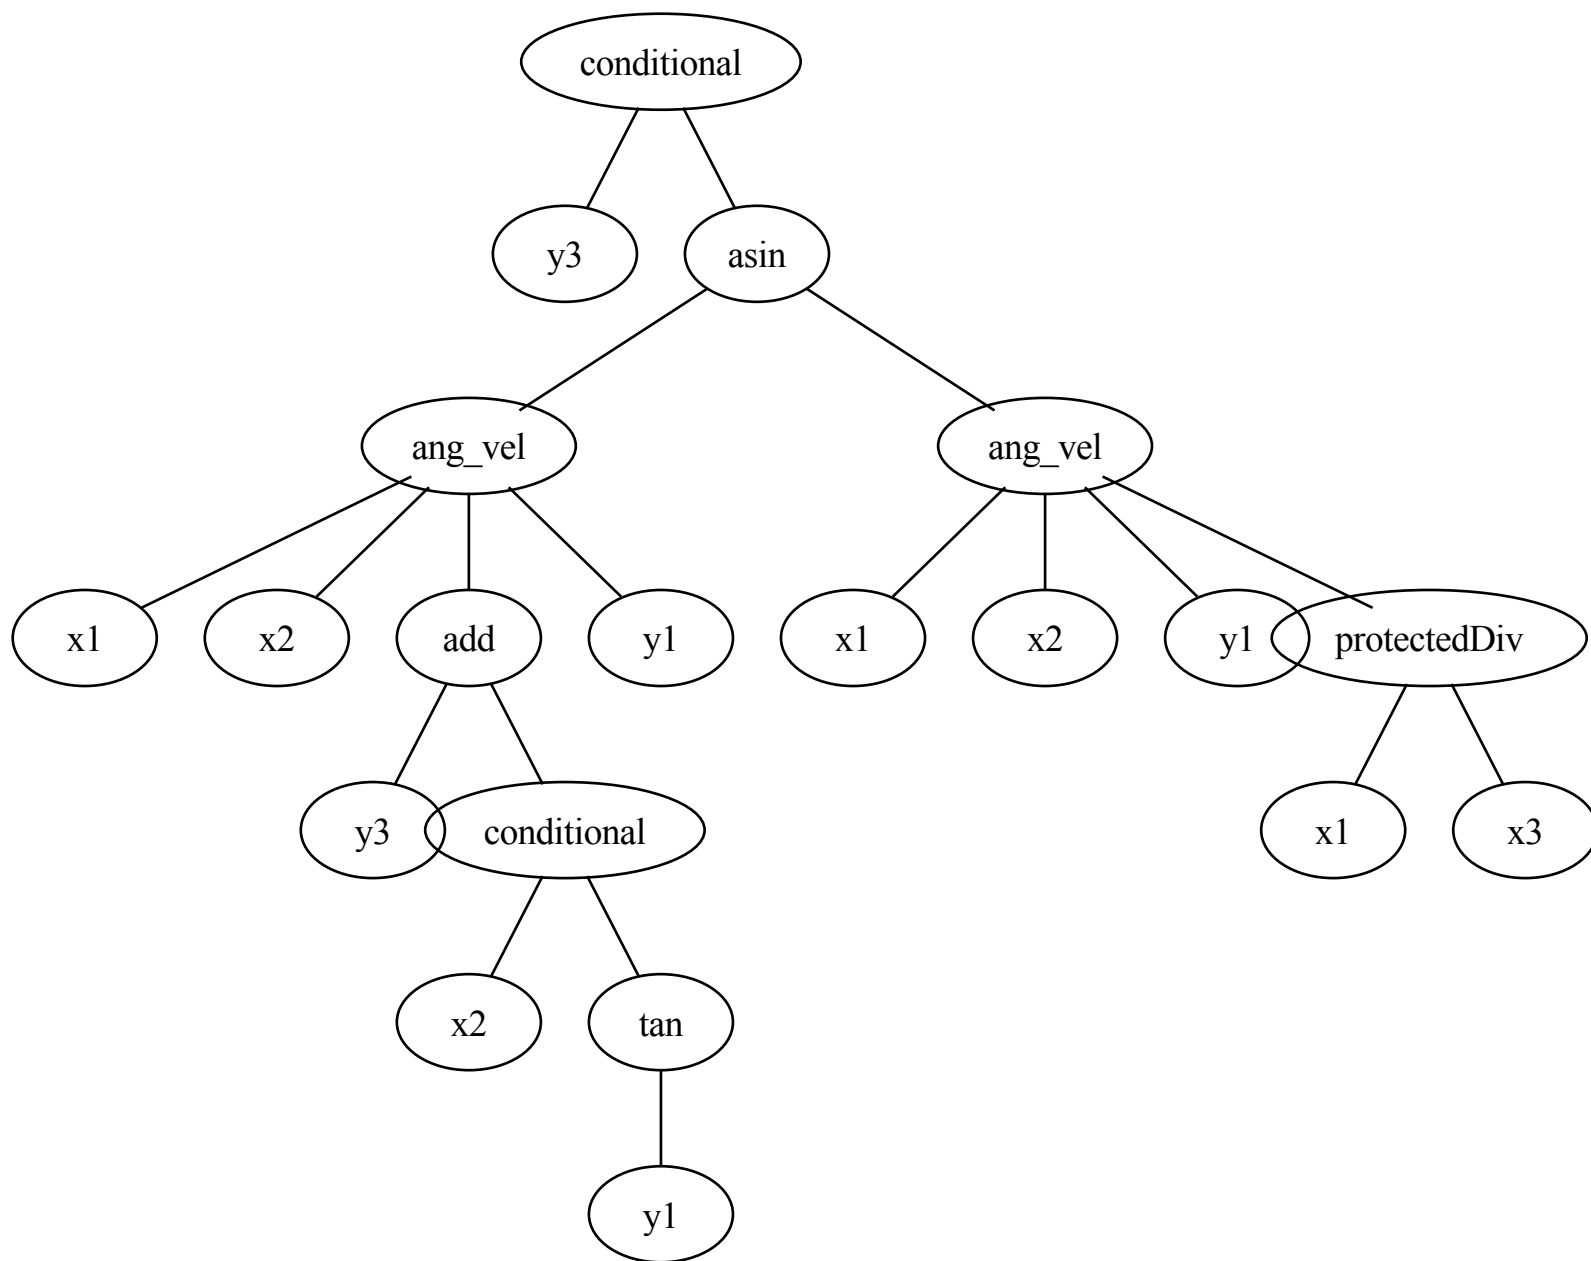 conditional
y3 asin
ang_vel ang_vel
x1 x2 add y1 x1 x2 y1 protectedDiv
y3 conditional x1 x3
x2 tan
y1